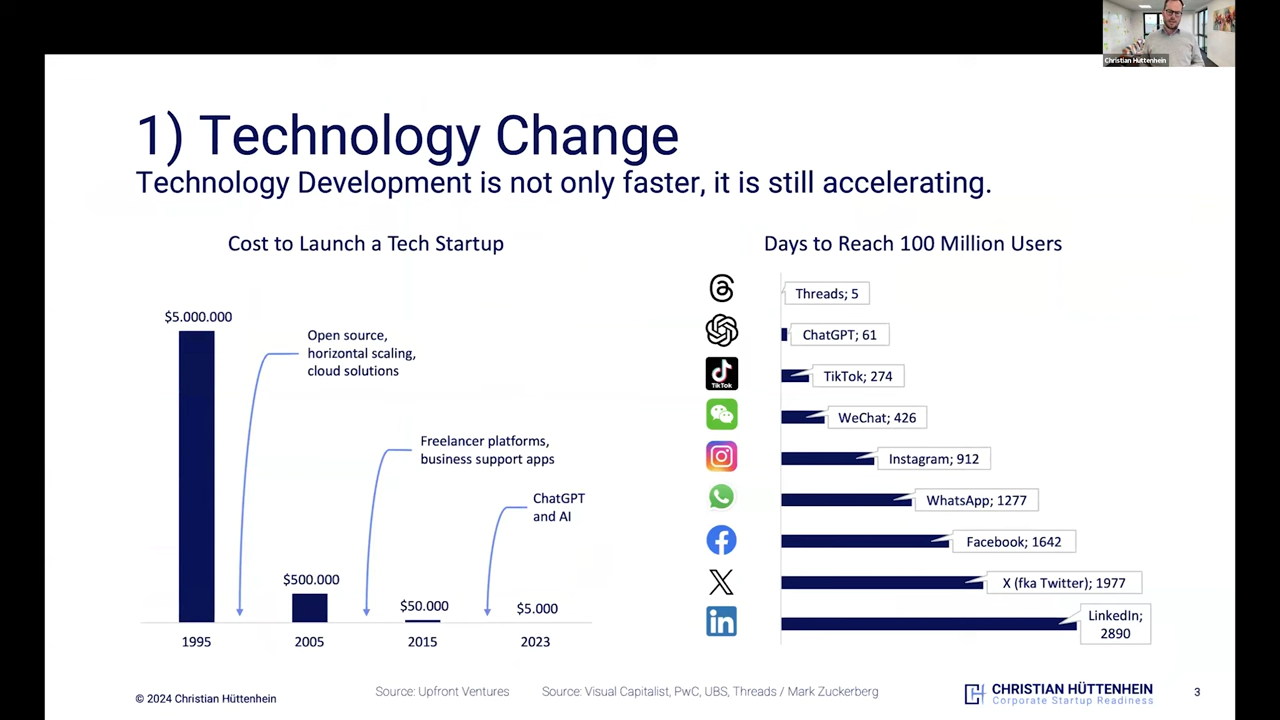 Christian Hüttenhein
1) Technology Change
Technology Development is not only faster, it is still accelerating.
Cost to Launch a Tech Startup
$5.000.000
Open source,
horizontal scaling,
cloud solutions
Freelancer platforms,
business support apps
ChatGPT
and AI
$500.000
$50.000
$5.000
1995
2005
2015
2023
Days to Reach 100 Million Users
Threads; 5
ChatGPT; 61
TikTok
TikTok; 274
WeChat; 426
Instagram; 912
WhatsApp; 1277
Facebook; 1642
X (fka Twitter); 1977
in
LinkedIn;
2890
© 2024 Christian Hüttenhein
Source: Upfront Ventures
Source: Visual Capitalist, PwC, UBS, Threads / Mark Zuckerberg
CHRISTIAN HÜTTENHEIN
Corporate Startup Readiness
3